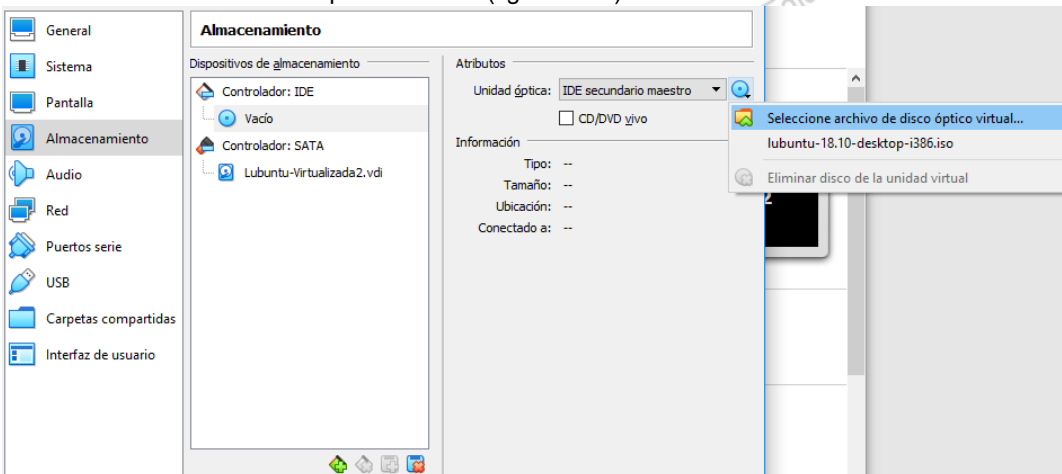 General
Sistema
Pantalla
Almacenamiento
Audio
Red
Puertos serie
USB
Carpetas compartidas
Interfaz de usuario
Almacenamiento
Dispositivos de almacenamiento
Controlador: IDE
Vacío
Controlador: SATA
Lubuntu-Virtualizada2.vdi
Atributos
Unidad óptica: IDE secundario maestro
CD/DVD vivo
Información
Tipo: --
Tamaño: --
Ubicación: --
Conectado a: --
Seleccione archivo de disco óptico virtual...
lubuntu-18.10-desktop-i386.iso
Eliminar disco de la unidad virtual